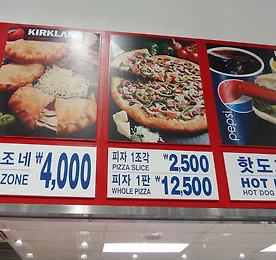 KIRKLAND
조네 ₩4,000
ZONE
피자 1조각 ₩2,500
PIZZA SLICE
피자 1판 ₩12,500
WHOLE PIZZA
pepsi
핫도
HOT
HOT DOG